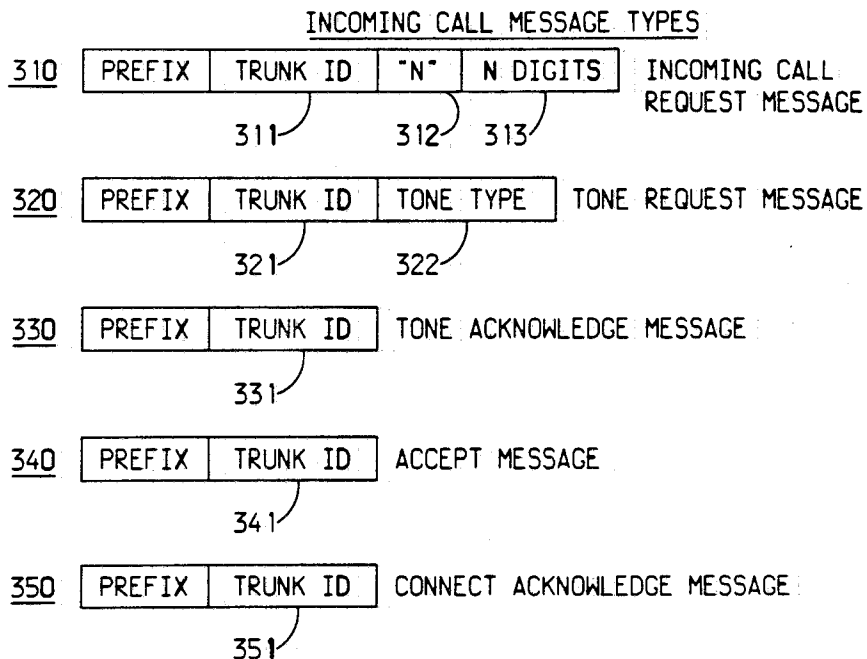 INCOMING CALL MESSAGE TYPES
310 PREFIX TRUNK ID "N" N DIGITS INCOMING CALL
REQUEST MESSAGE
311 312 313
320 PREFIX TRUNK ID TONE TYPE TONE REQUEST MESSAGE
321 322
330 PREFIX TRUNK ID TONE ACKNOWLEDGE MESSAGE
331
340 PREFIX TRUNK ID ACCEPT MESSAGE
341
350 PREFIX TRUNK ID CONNECT ACKNOWLEDGE MESSAGE
351